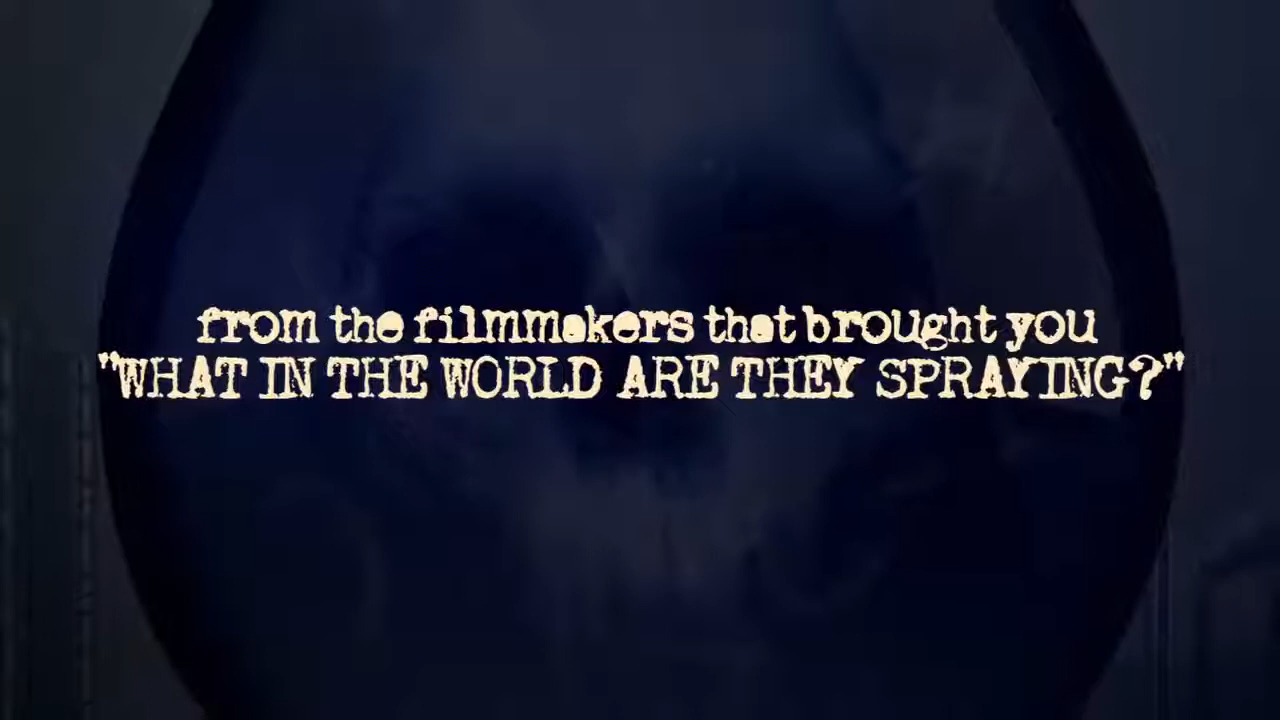 from the filmmakers that brought you
"WHAT IN THE WORLD ARE THEY SPRAYING?"